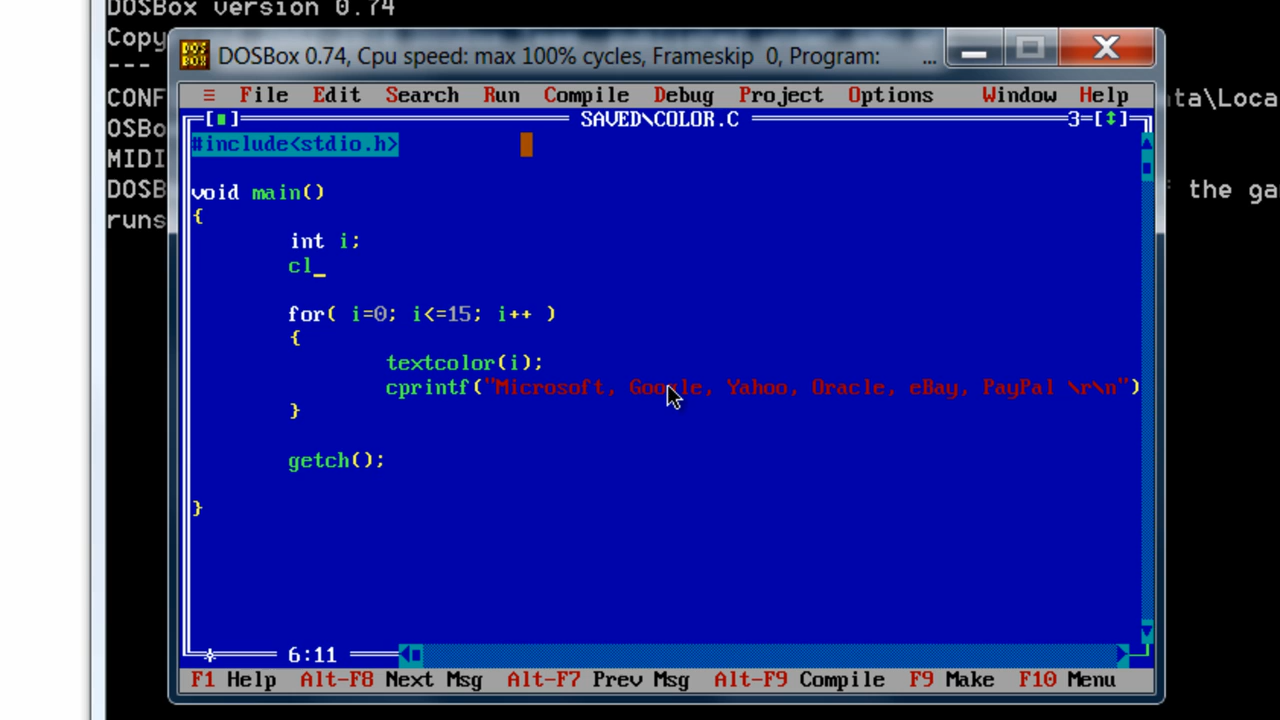 DOSBox version 0.74
Copy
---
CONF
OSBo
MIDI
DOSB
runs
ta\Loca
the ga
DOSBox 0.74, Cpu speed: max 100% cycles, Frameskip 0, Program: ...
≡ File Edit Search Run Compile Debug Project Options Window Help
SAVED\COLOR.C 3=[↕]
#include<stdio.h>
void main()
{
int i;
cl_
for( i=0; i<=15; i++ )
{
textcolor(i);
cprintf("Microsoft, Google, Yahoo, Oracle, eBay, PayPal \r\n")
}
getch();
}
6:11
F1 Help Alt-F8 Next Msg Alt-F7 Prev Msg Alt-F9 Compile F9 Make F10 Menu